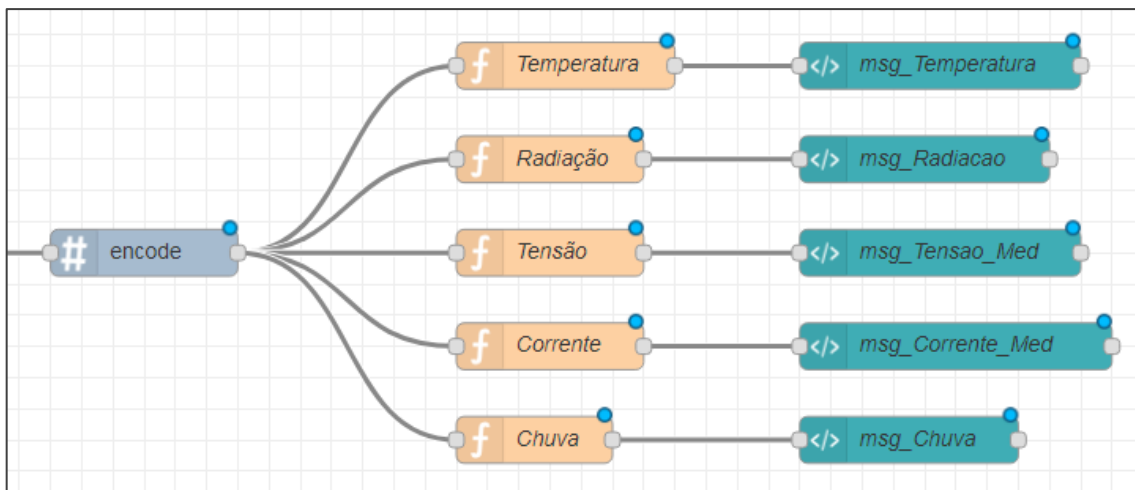 Temperatura
msg_Temperatura
Radiação
msg_Radiacao
# encode
Tensão
msg_Tensao_Med
Corrente
msg_Corrente_Med
Chuva
msg_Chuva